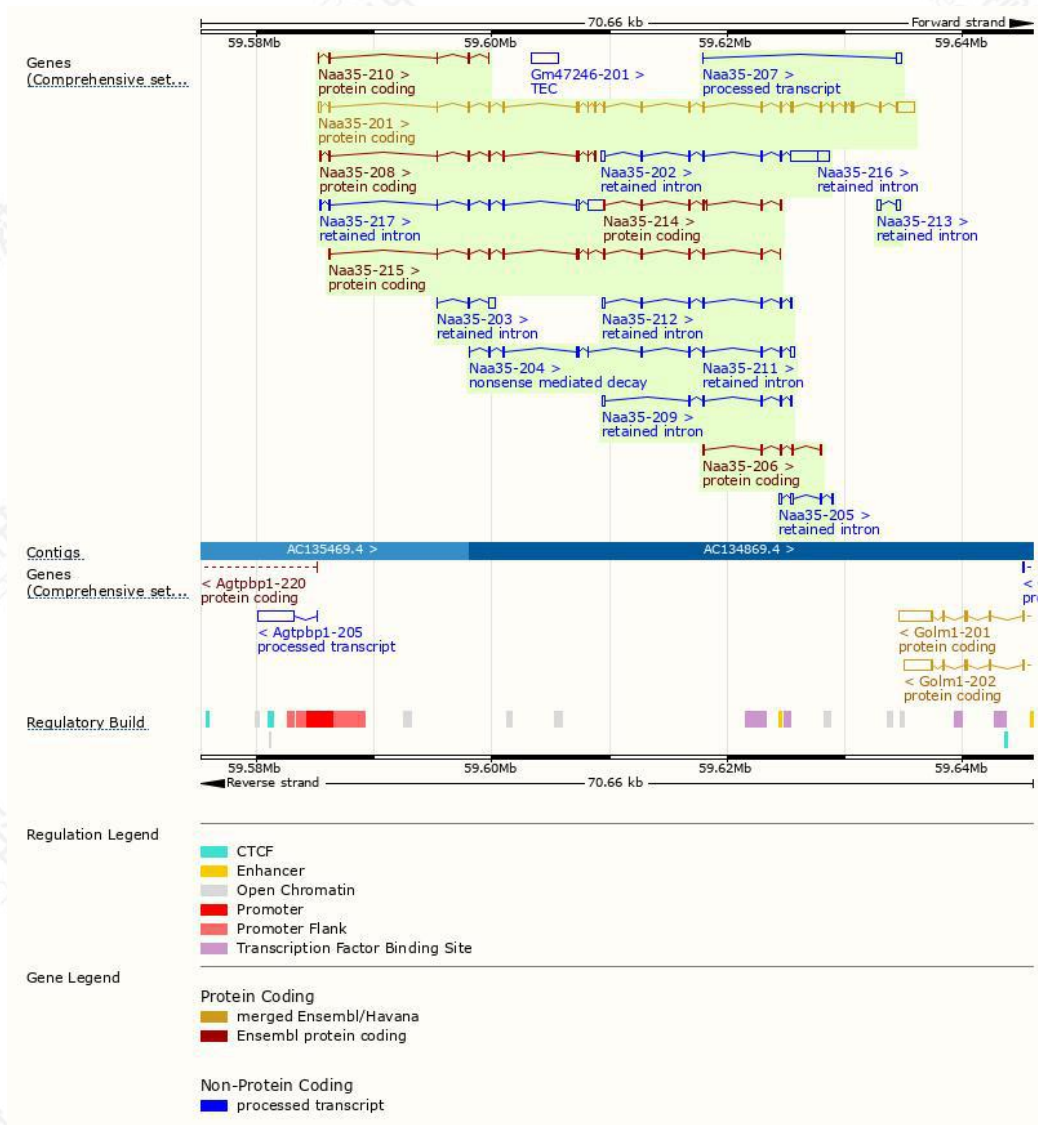 70.66 kb
Forward strand
59.58Mb 59.60Mb 59.62Mb 59.64Mb
Genes
(Comprehensive set...
Naa35-210 >
protein coding
Gm47246-201 >
TEC
Naa35-207 >
processed transcript
Naa35-201 >
protein coding
Naa35-208 >
protein coding
Naa35-202 >
retained intron
Naa35-216 >
retained intron
Naa35-217 >
retained intron
Naa35-214 >
protein coding
Naa35-213 >
retained intron
Naa35-215 >
protein coding
Naa35-203 >
retained intron
Naa35-212 >
retained intron
Naa35-204 >
nonsense mediated decay
Naa35-211 >
retained intron
Naa35-209 >
retained intron
Naa35-206 >
protein coding
Naa35-205 >
retained intron
Contigs
AC135469.4 >
AC134869.4 >
Genes
(Comprehensive set...
< Agtpbp1-220
protein coding
<
pr
< Agtpbp1-205
processed transcript
< Golm1-201
protein coding
< Golm1-202
protein coding
Regulatory Build
59.58Mb 59.60Mb 59.62Mb 59.64Mb
Reverse strand
70.66 kb
Regulation Legend
CTCF
Enhancer
Open Chromatin
Promoter
Promoter Flank
Transcription Factor Binding Site
Gene Legend
Protein Coding
merged Ensembl/Havana
Ensembl protein coding
Non-Protein Coding
processed transcript